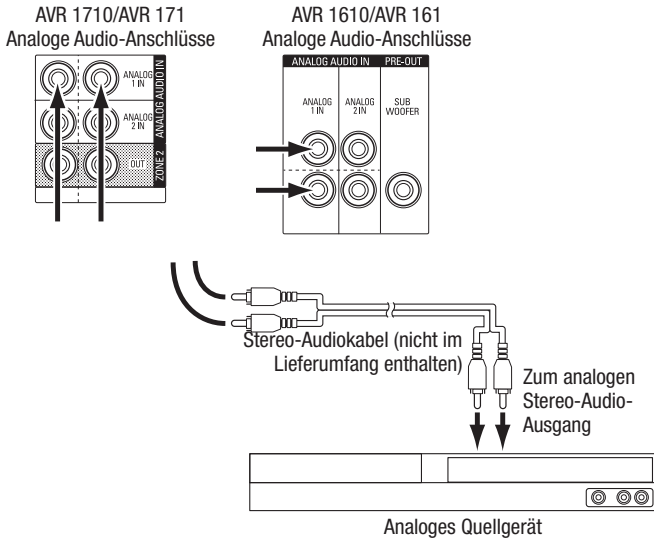 AVR 1710/AVR 171
Analoge Audio-Anschlüsse
ANALOG
1 IN
ANALOG
2 IN
OUT
ANALOG AUDIO IN
ZONE 2
AVR 1610/AVR 161
Analoge Audio-Anschlüsse
ANALOG AUDIO IN
PRE-OUT
ANALOG
1 IN
ANALOG
2 IN
SUB
WOOFER
Stereo-Audiokabel (nicht im
Lieferumfang enthalten)
Zum analogen
Stereo-Audio-
Ausgang
Analoges Quellgerät